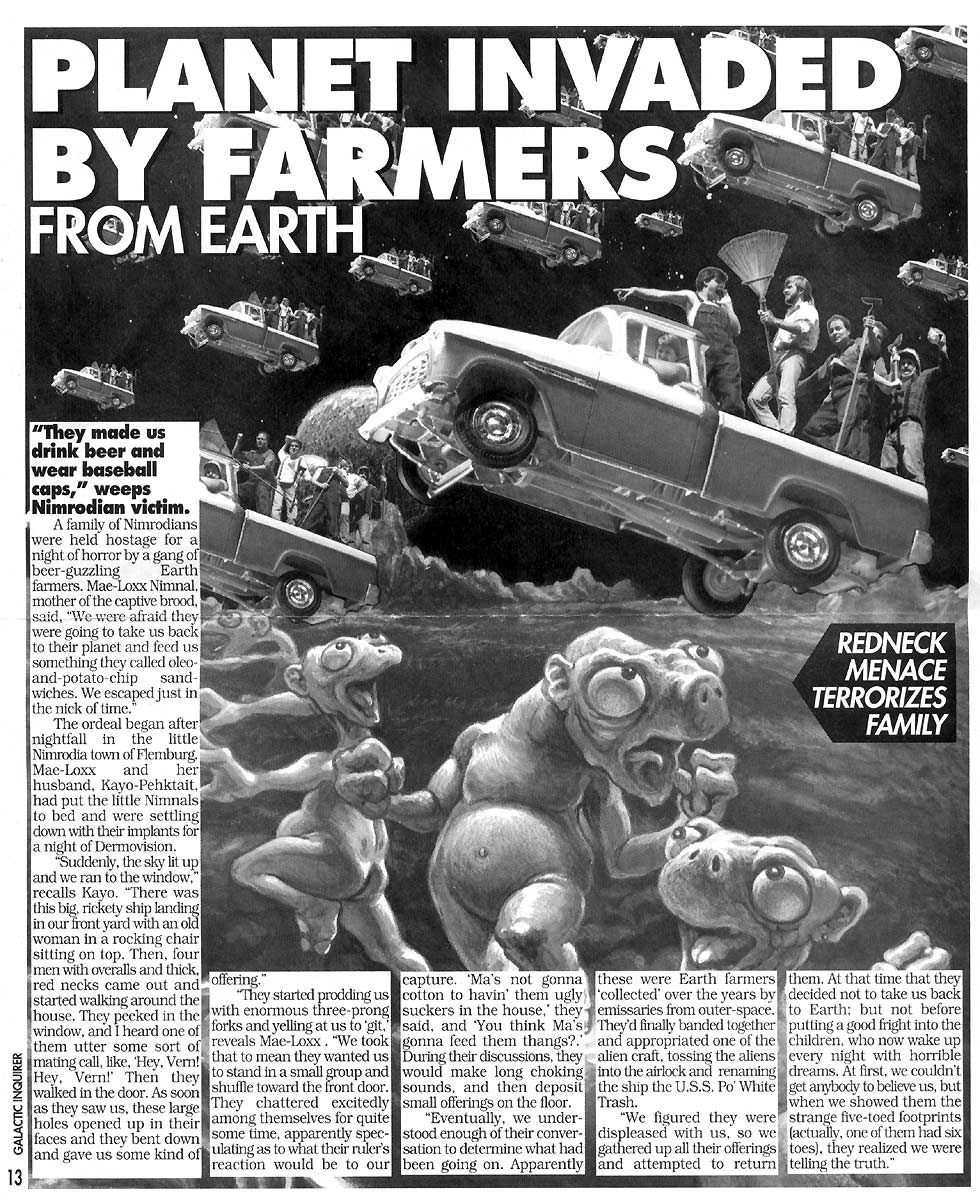 PLANET INVADED
BY FARMERS
FROM EARTH
"They made us
drink beer and
wear baseball
caps," weeps
Nimrodian victim.
A family of Nimrodians
were held hostage for a
night of horror by a gang of
beer-guzzling Earth
farmers. Mae-Loxx Nimnal,
mother of the captive brood,
said, "We were afraid they
were going to take us back
to their planet and feed us
something they called oleo-
and-potato-chip sand-
wiches. We escaped just in
the nick of time."
The ordeal began after
nightfall in the little
Nimrodia town of Flemburg.
Mae-Loxx and her
husband, Kayo-Pehktait,
had put the little Nimnals
to bed and were settling
down with their implants for
a night of Dermovision.
"Suddenly, the sky lit up
and we ran to the window,"
recalls Kayo. "There was
this big, rickety ship landing
in our front yard with an old
woman in a rocking chair
sitting on top. Then, four
men with overalls and thick,
red necks came out and
started walking around the
house. They peeked in the
window, and I heard one of
them utter some sort of
mating call, like, 'Hey, Vern!
Hey, Vern!' Then they
walked in the door. As soon
as they saw us, these large
holes opened up in their
faces and they bent down
and gave us some kind of
offering."
"They started prodding us
with enormous three-prong
forks and yelling at us to 'git,'
reveals Mae-Loxx . "We took
that to mean they wanted us
to stand in a small group and
shuffle toward the front door.
They chattered excitedly
among themselves for quite
some time, apparently spec-
ulating as to what their ruler's
reaction would be to our
capture. 'Ma's not gonna
cotton to havin' them ugly
suckers in the house,' they
said, and 'You think Ma's
gonna feed them thangs?.'
During their discussions, they
would make long choking
sounds, and then deposit
small offerings on the floor.
"Eventually, we under-
stood enough of their conver-
sation to determine what had
been going on. Apparently
these were Earth farmers
'collected' over the years by
emissaries from outer-space.
They'd finally banded together
and appropriated one of the
alien craft, tossing the aliens
into the airlock and renaming
the ship the U.S.S. Po' White
Trash.
"We figured they were
displeased with us, so we
gathered up all their offerings
and attempted to return
them. At that time that they
decided not to take us back
to Earth; but not before
putting a good fright into the
children, who now wake up
every night with horrible
dreams. At first, we couldn't
get anybody to believe us, but
when we showed them the
strange five-toed footprints
(actually, one of them had six
toes), they realized we were
telling the truth."
REDNECK
MENACE
TERRORIZES
FAMILY
GALACTIC INQUIRER
13